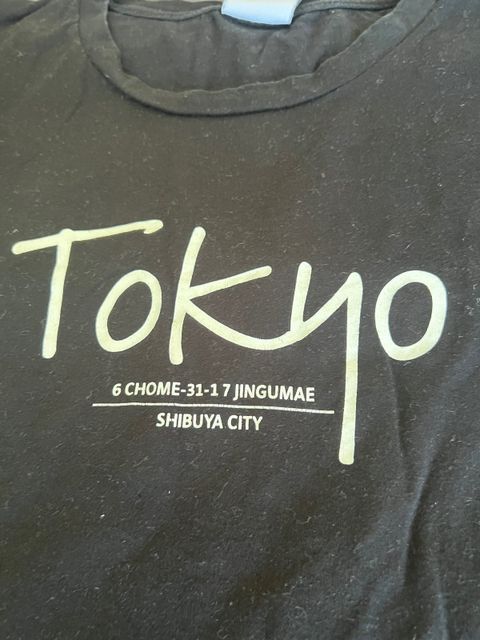 Tokyo
6 CHOME-31-1 7 JINGUMAE
SHIBUYA CITY